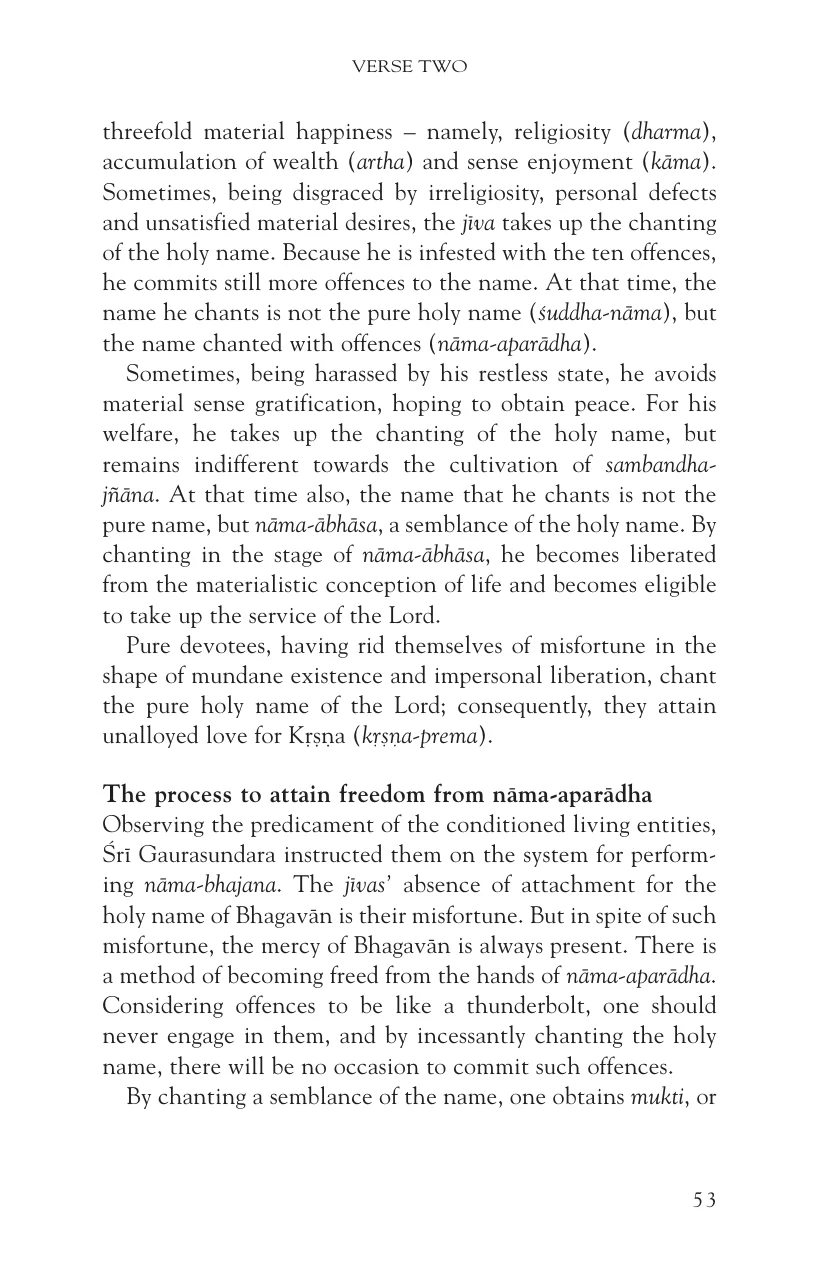 VERSE TWO
threefold material happiness – namely, religiosity (dharma),
accumulation of wealth (artha) and sense enjoyment (kāma).
Sometimes, being disgraced by irreligiosity, personal defects
and unsatisfied material desires, the jīva takes up the chanting
of the holy name. Because he is infested with the ten offences,
he commits still more offences to the name. At that time, the
name he chants is not the pure holy name (śuddha-nāma), but
the name chanted with offences (nāma-aparādha).
Sometimes, being harassed by his restless state, he avoids
material sense gratification, hoping to obtain peace. For his
welfare, he takes up the chanting of the holy name, but
remains indifferent towards the cultivation of sambandha-
jñāna. At that time also, the name that he chants is not the
pure name, but nāma-ābhāsa, a semblance of the holy name. By
chanting in the stage of nāma-ābhāsa, he becomes liberated
from the materialistic conception of life and becomes eligible
to take up the service of the Lord.
Pure devotees, having rid themselves of misfortune in the
shape of mundane existence and impersonal liberation, chant
the pure holy name of the Lord; consequently, they attain
unalloyed love for Kṛṣṇa (kṛṣṇa-prema).
The process to attain freedom from nāma-aparādha
Observing the predicament of the conditioned living entities,
Śrī Gaurasundara instructed them on the system for perform-
ing nāma-bhajana. The jīvas’ absence of attachment for the
holy name of Bhagavān is their misfortune. But in spite of such
misfortune, the mercy of Bhagavān is always present. There is
a method of becoming freed from the hands of nāma-aparādha.
Considering offences to be like a thunderbolt, one should
never engage in them, and by incessantly chanting the holy
name, there will be no occasion to commit such offences.
By chanting a semblance of the name, one obtains mukti, or
53